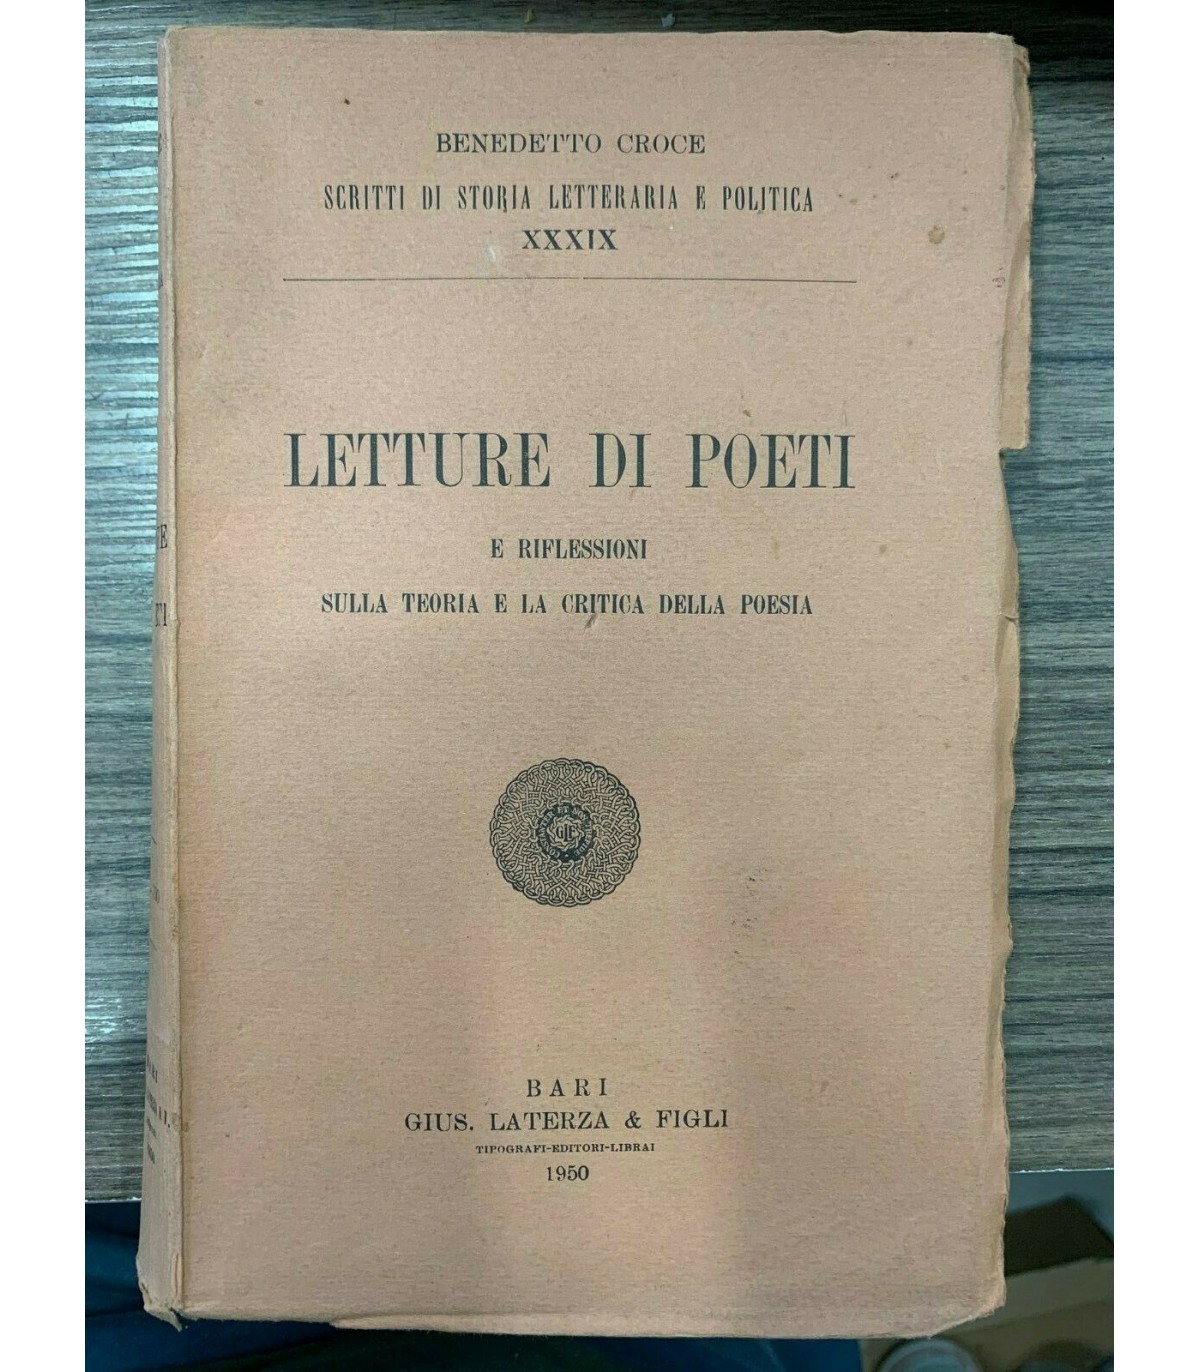 BENEDETTO CROCE
SCRITTI DI STORIA LETTERARIA E POLITICA
XXXIX
LETTURE DI POETI
E RIFLESSIONI
SULLA TEORIA E LA CRITICA DELLA POESIA
BARI
GIUS. LATERZA & FIGLI
TIPOGRAFI-EDITORI-LIBRAI
1950